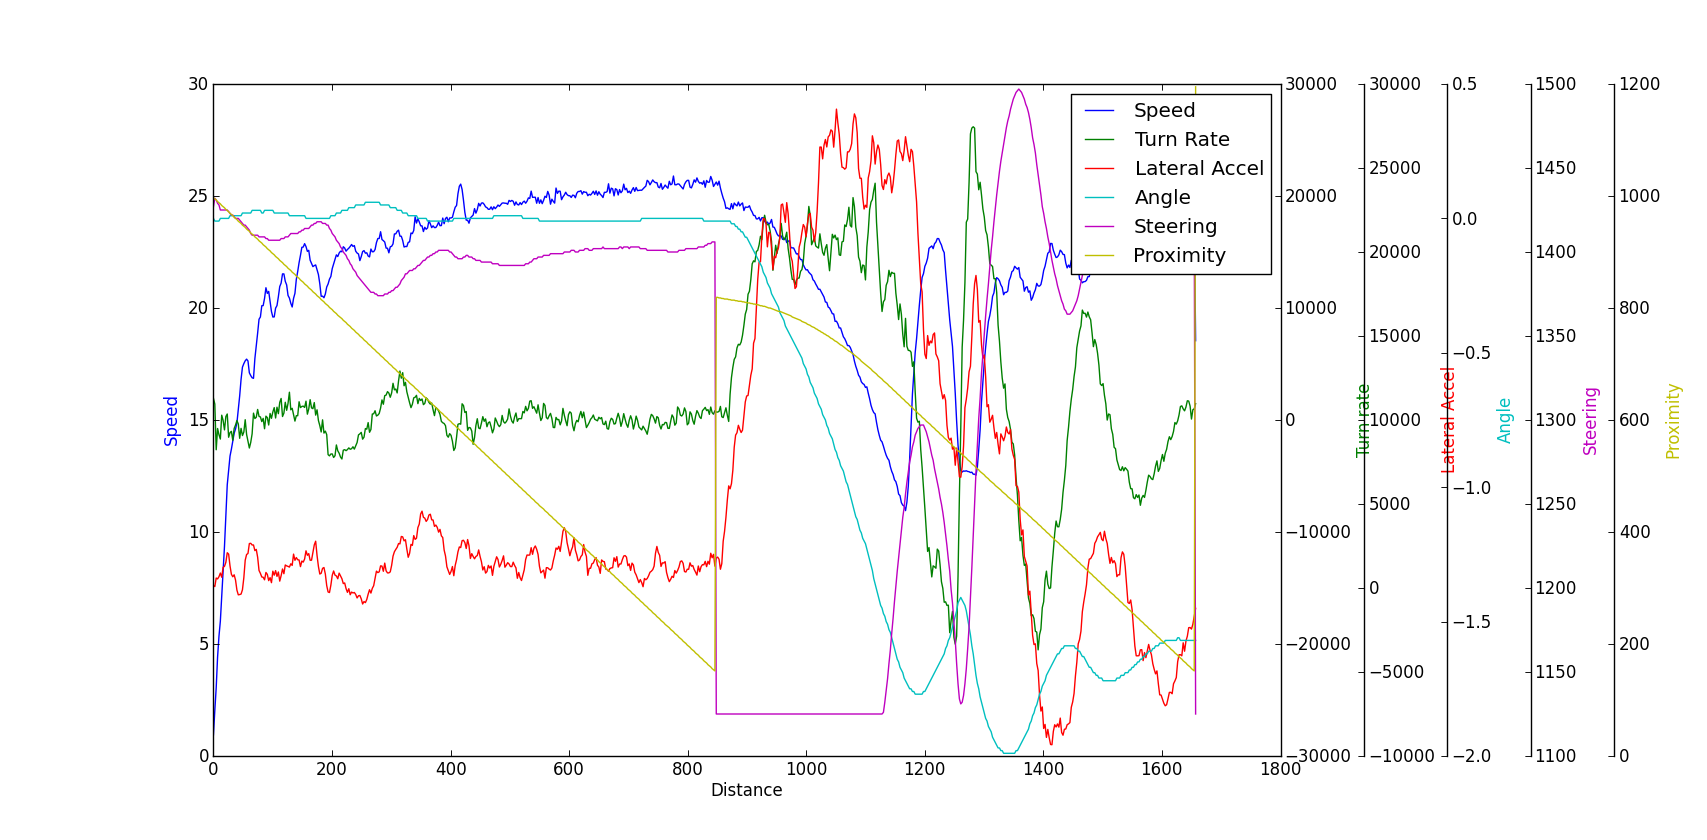 30 30000 30000 0.5 1500 1200
Speed
Turn Rate
Lateral Accel
Angle
Steering
Proximity
25 20000 25000 0.0 1450 1000
20 10000 20000 −0.5 1400 800
15 0 15000 −1.0 1350 600
10 −10000 10000 −1.5 1300 400
5 −20000 5000 −2.0 1250 200
0 −30000 0 1200 0
−5000 1150
−10000 1100
Speed
Turn rate
Lateral Accel
Angle
Steering
Proximity
0 200 400 600 800 1000 1200 1400 1600 1800
Distance